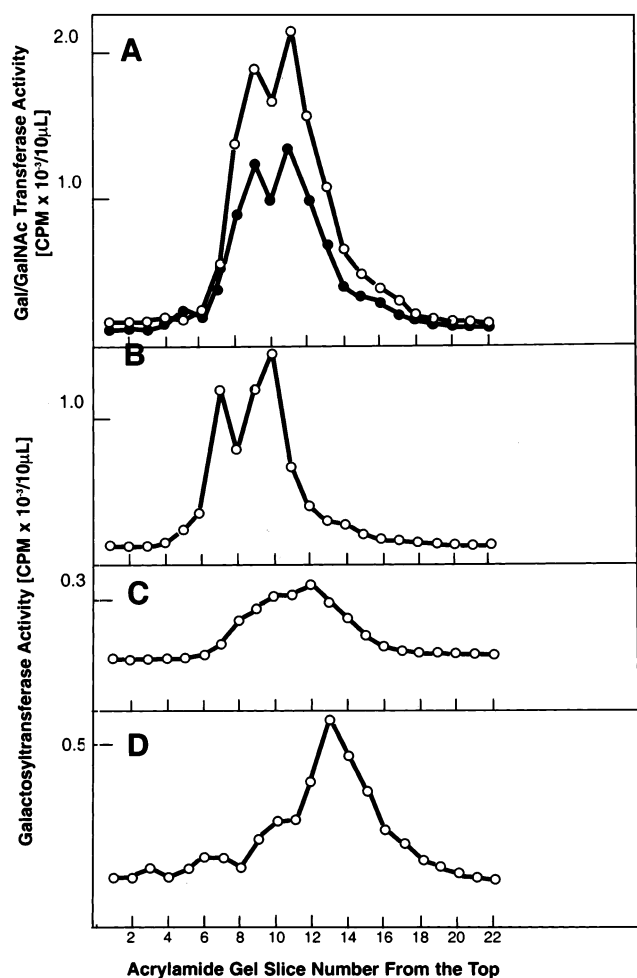 A
2.0
1.0
Gal/GalNAc Transferase Activity
[CPM x 10⁻³/10µL]
B
1.0
C
0.3
D
0.5
Galactosyltransferase Activity [CPM x 10⁻³/10µL]
2 4 6 8 10 12 14 16 18 20 22
Acrylamide Gel Slice Number From the Top